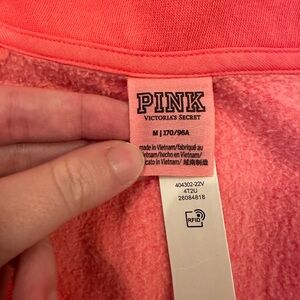 PINK
VICTORIA'S SECRET
M | 170/96A
made in Vietnam/fabriqué au
Vietnam/hecho en Vietnam/
Vietnam/ 越南制造
404302-22V
4T2U
26084818
RFID